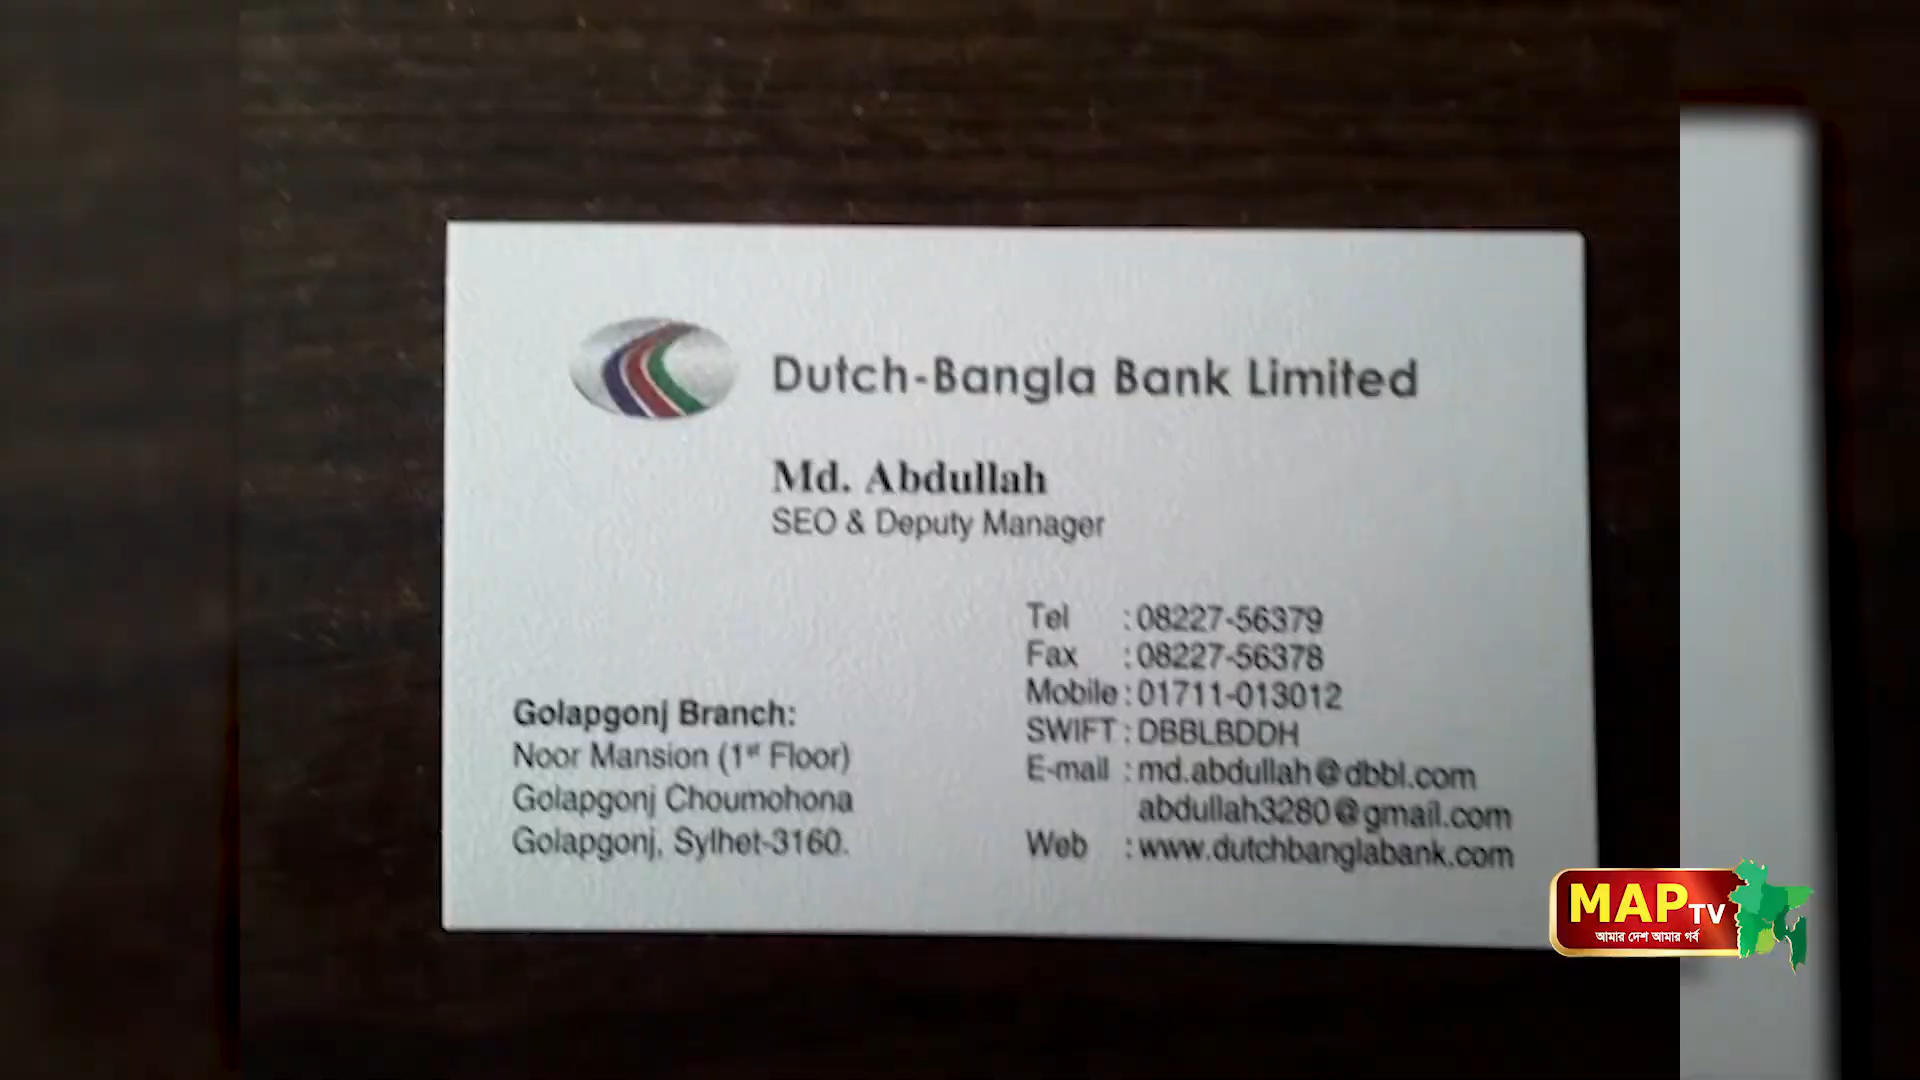 Dutch-Bangla Bank Limited
Md. Abdullah
SEO & Deputy Manager
Tel : 08227-56379
Fax : 08227-56378
Mobile : 01711-013012
SWIFT : DBBLBDDH
E-mail : md.abdullah@dbbl.com
abdullah3280@gmail.com
Web : www.dutchbanglabank.com
Golapgonj Branch:
Noor Mansion (1st Floor)
Golapgonj Choumohona
Golapgonj, Sylhet-3160.
MAP TV
আমার দেশ আমার গর্ব